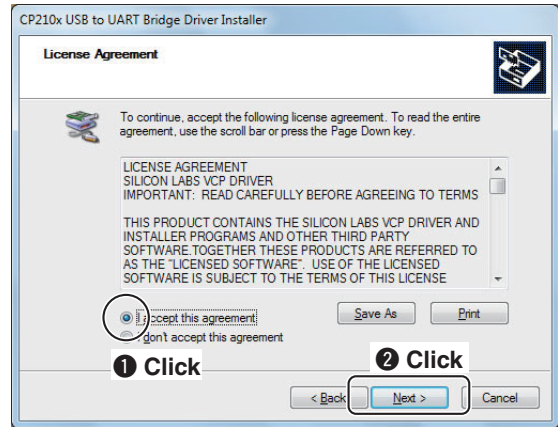 CP210x USB to UART Bridge Driver Installer
License Agreement
To continue, accept the following license agreement. To read the entire
agreement, use the scroll bar or press the Page Down key.
LICENSE AGREEMENT
SILICON LABS VCP DRIVER
IMPORTANT: READ CAREFULLY BEFORE AGREEING TO TERMS
THIS PRODUCT CONTAINS THE SILICON LABS VCP DRIVER AND
INSTALLER PROGRAMS AND OTHER THIRD PARTY
SOFTWARE.TOGETHER THESE PRODUCTS ARE REFERRED TO
AS THE "LICENSED SOFTWARE". USE OF THE LICENSED
SOFTWARE IS SUBJECT TO THE TERMS OF THIS LICENSE
I accept this agreement
Save As Print
I don't accept this agreement
❶ Click
❷ Click
< Back Next > Cancel